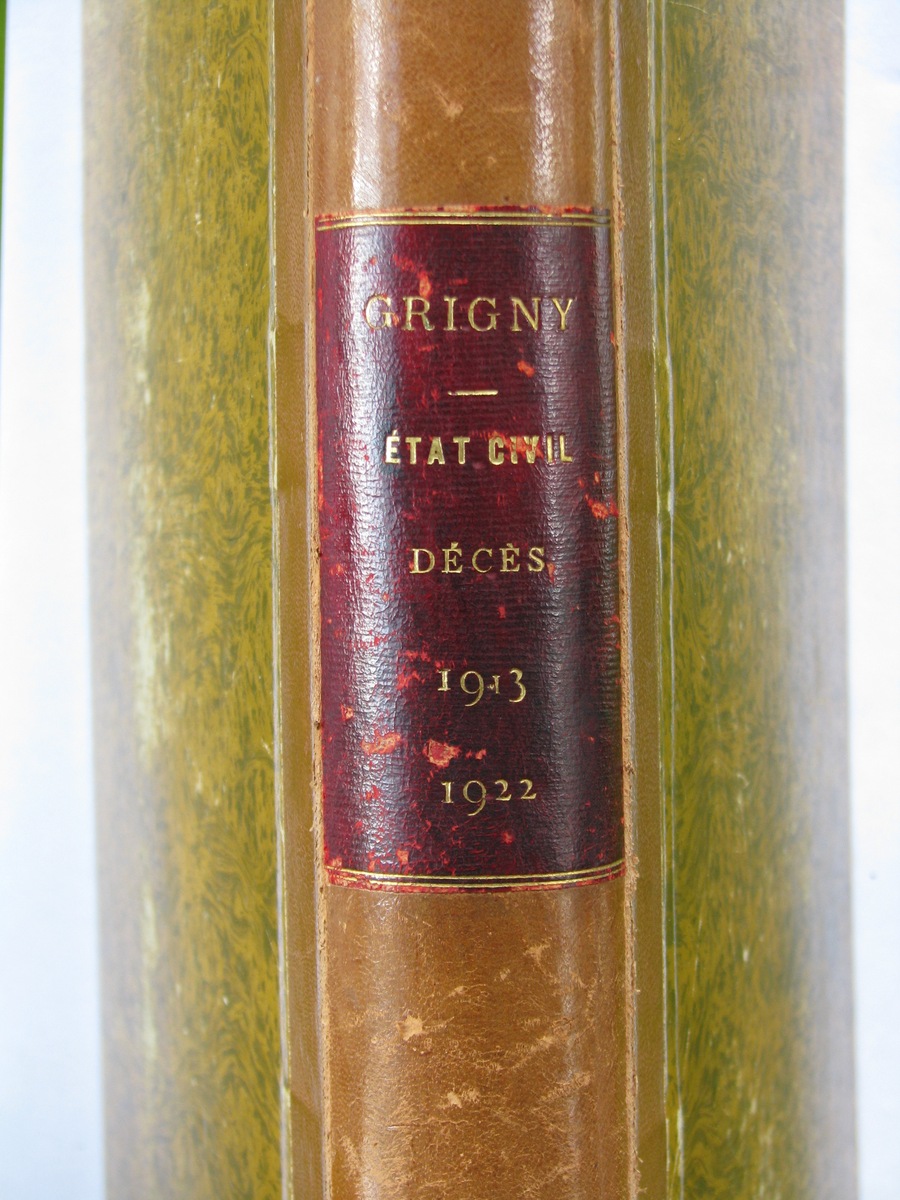 GRIGNY
ÉTAT CIVIL
DÉCÈS
1913
1922